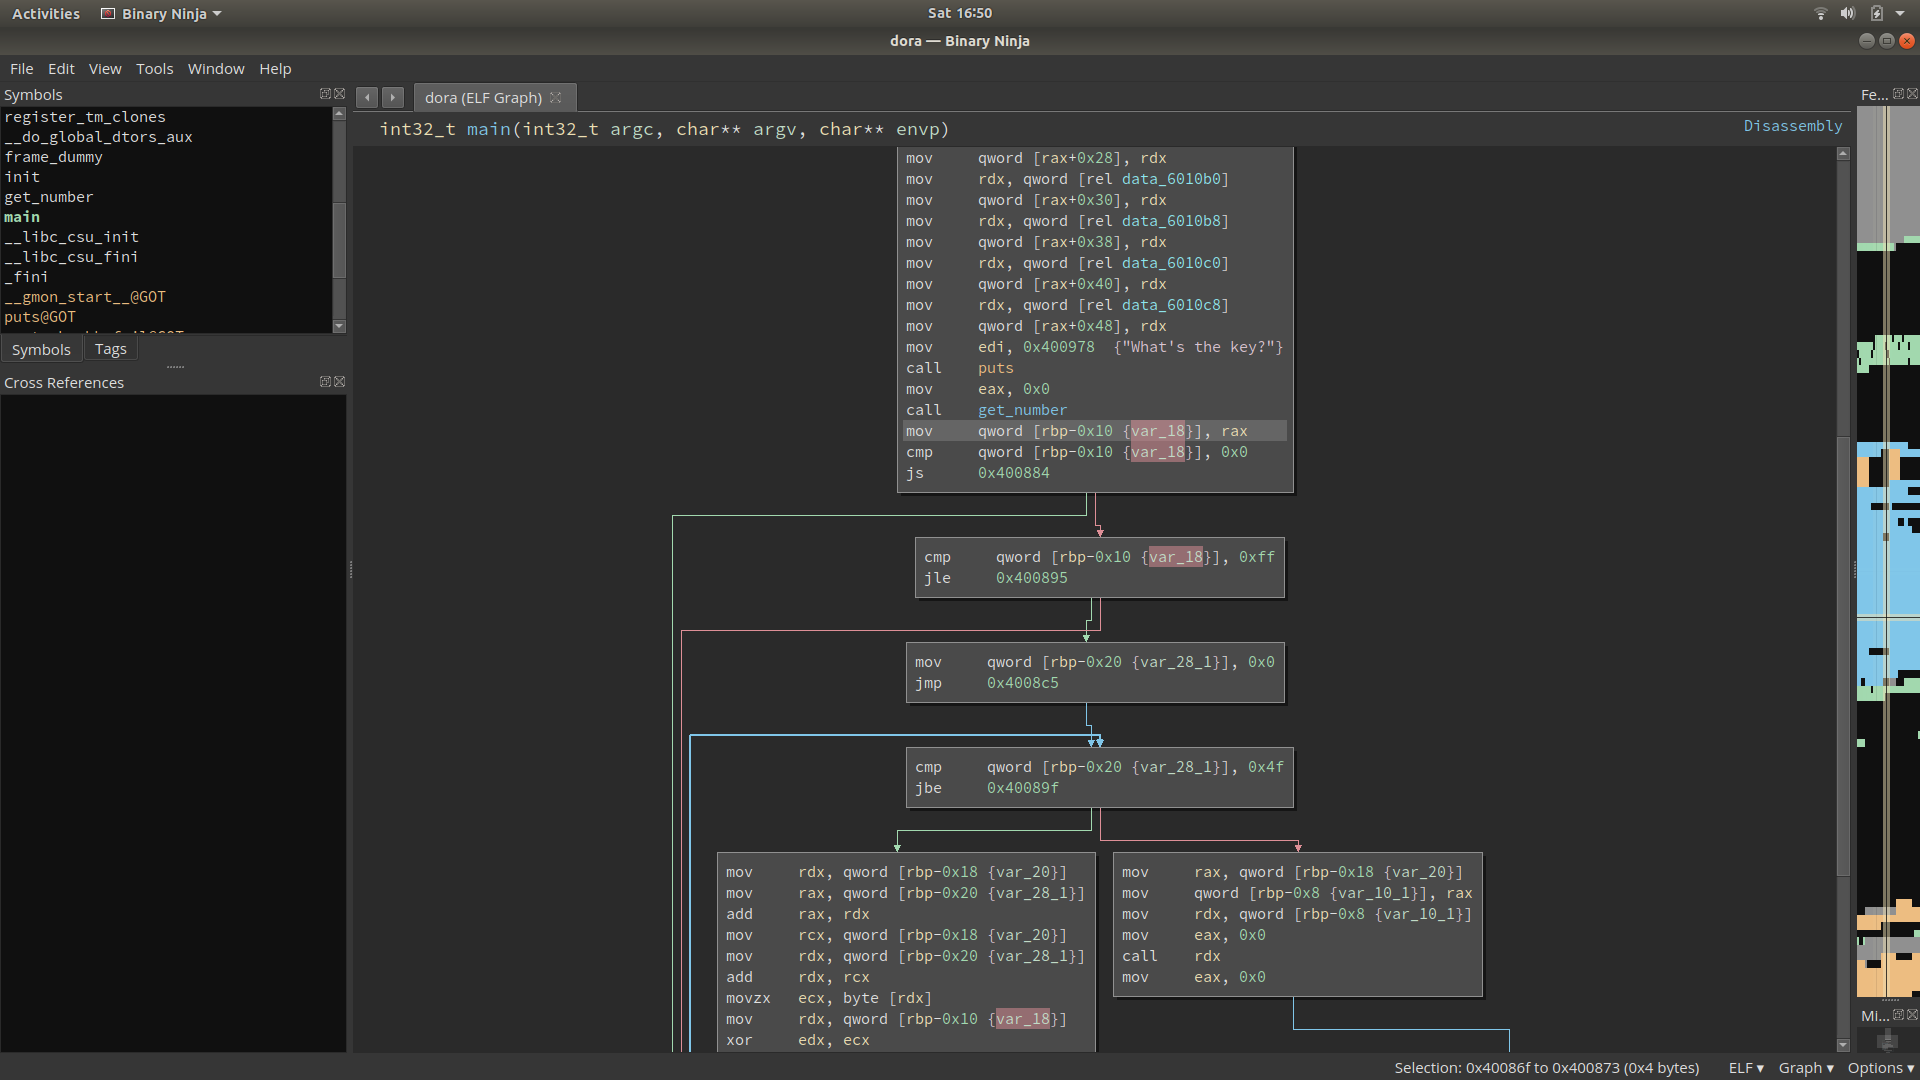 Activities Binary Ninja Sat 16:50
dora — Binary Ninja
File Edit View Tools Window Help
Symbols
register_tm_clones
__do_global_dtors_aux
frame_dummy
init
get_number
main
__libc_csu_init
__libc_csu_fini
_fini
__gmon_start__@GOT
puts@GOT
Symbols Tags
Cross References
dora (ELF Graph)
int32_t main(int32_t argc, char** argv, char** envp)
Disassembly
mov qword [rax+0x28], rdx
mov rdx, qword [rel data_6010b0]
mov qword [rax+0x30], rdx
mov rdx, qword [rel data_6010b8]
mov qword [rax+0x38], rdx
mov rdx, qword [rel data_6010c0]
mov qword [rax+0x40], rdx
mov rdx, qword [rel data_6010c8]
mov qword [rax+0x48], rdx
mov edi, 0x400978 {"What's the key?"}
call puts
mov eax, 0x0
call get_number
mov qword [rbp-0x10 {var_18}], rax
cmp qword [rbp-0x10 {var_18}], 0x0
js 0x400884
cmp qword [rbp-0x10 {var_18}], 0xff
jle 0x400895
mov qword [rbp-0x20 {var_28_1}], 0x0
jmp 0x4008c5
cmp qword [rbp-0x20 {var_28_1}], 0x4f
jbe 0x40089f
mov rdx, qword [rbp-0x18 {var_20}]
mov rax, qword [rbp-0x20 {var_28_1}]
add rax, rdx
mov rcx, qword [rbp-0x18 {var_20}]
mov rdx, qword [rbp-0x20 {var_28_1}]
add rdx, rcx
movzx ecx, byte [rdx]
mov rdx, qword [rbp-0x10 {var_18}]
xor edx, ecx
mov rax, qword [rbp-0x18 {var_20}]
mov qword [rbp-0x8 {var_10_1}], rax
mov rdx, qword [rbp-0x8 {var_10_1}]
mov eax, 0x0
call rdx
mov eax, 0x0
Fe...
Mi...
Selection: 0x40086f to 0x400873 (0x4 bytes) ELF ▾ Graph ▾ Options ▾